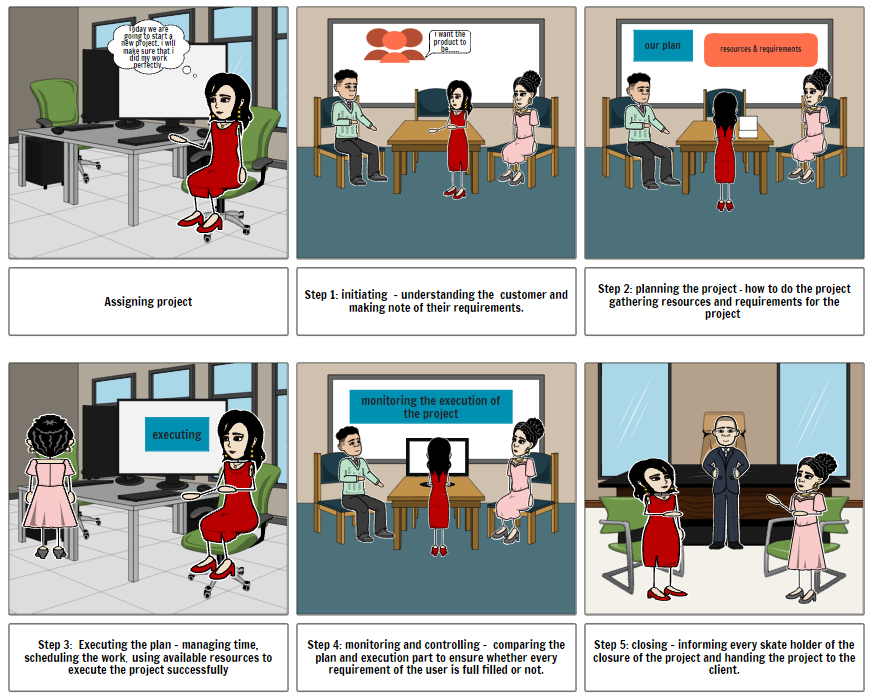 Today we are
going to start a
new project. i will
make sure that i
did my work
perfectly.
i want the
product to
be......
our plan
resources & requirements
Assigning project
Step 1: initiating - understanding the customer and
making note of their requirements.
Step 2: planning the project - how to do the project
gathering resources and requirements for the
project
executing
monitoring the execution of
the project
Step 3: Executing the plan - managing time,
scheduling the work, using available resources to
execute the project successfully
Step 4: monitoring and controlling - comparing the
plan and execution part to ensure whether every
requirement of the user is full filled or not.
Step 5: closing - informing every skate holder of the
closure of the project and handing the project to the
client.